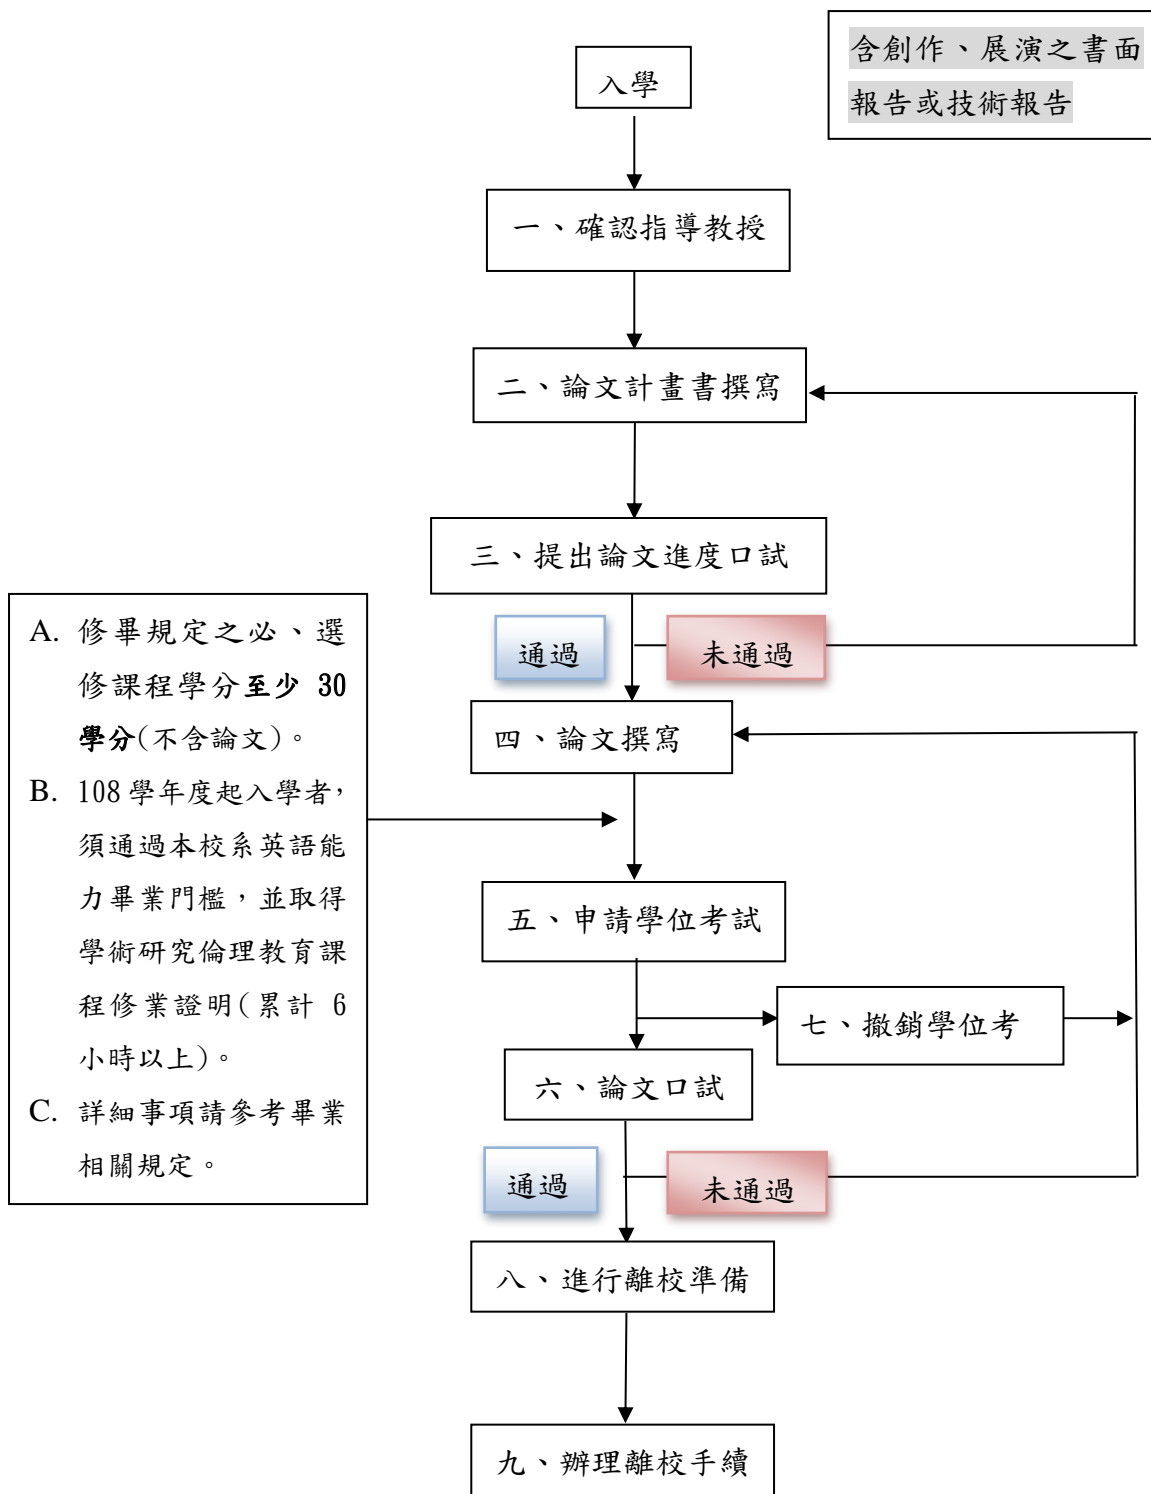 含創作、展演之書面
報告或技術報告
入學
一、確認指導教授
二、論文計畫書撰寫
三、提出論文進度口試
通過
未通過
四、論文撰寫
A. 修畢規定之必、選
修課程學分至少 30
學分(不含論文)。
B. 108 學年度起入學者，
須通過本校系英語能
力畢業門檻，並取得
學術研究倫理教育課
程修業證明(累計 6
小時以上)。
C. 詳細事項請參考畢業
相關規定。
五、申請學位考試
七、撤銷學位考
六、論文口試
通過
未通過
八、進行離校準備
九、辦理離校手續